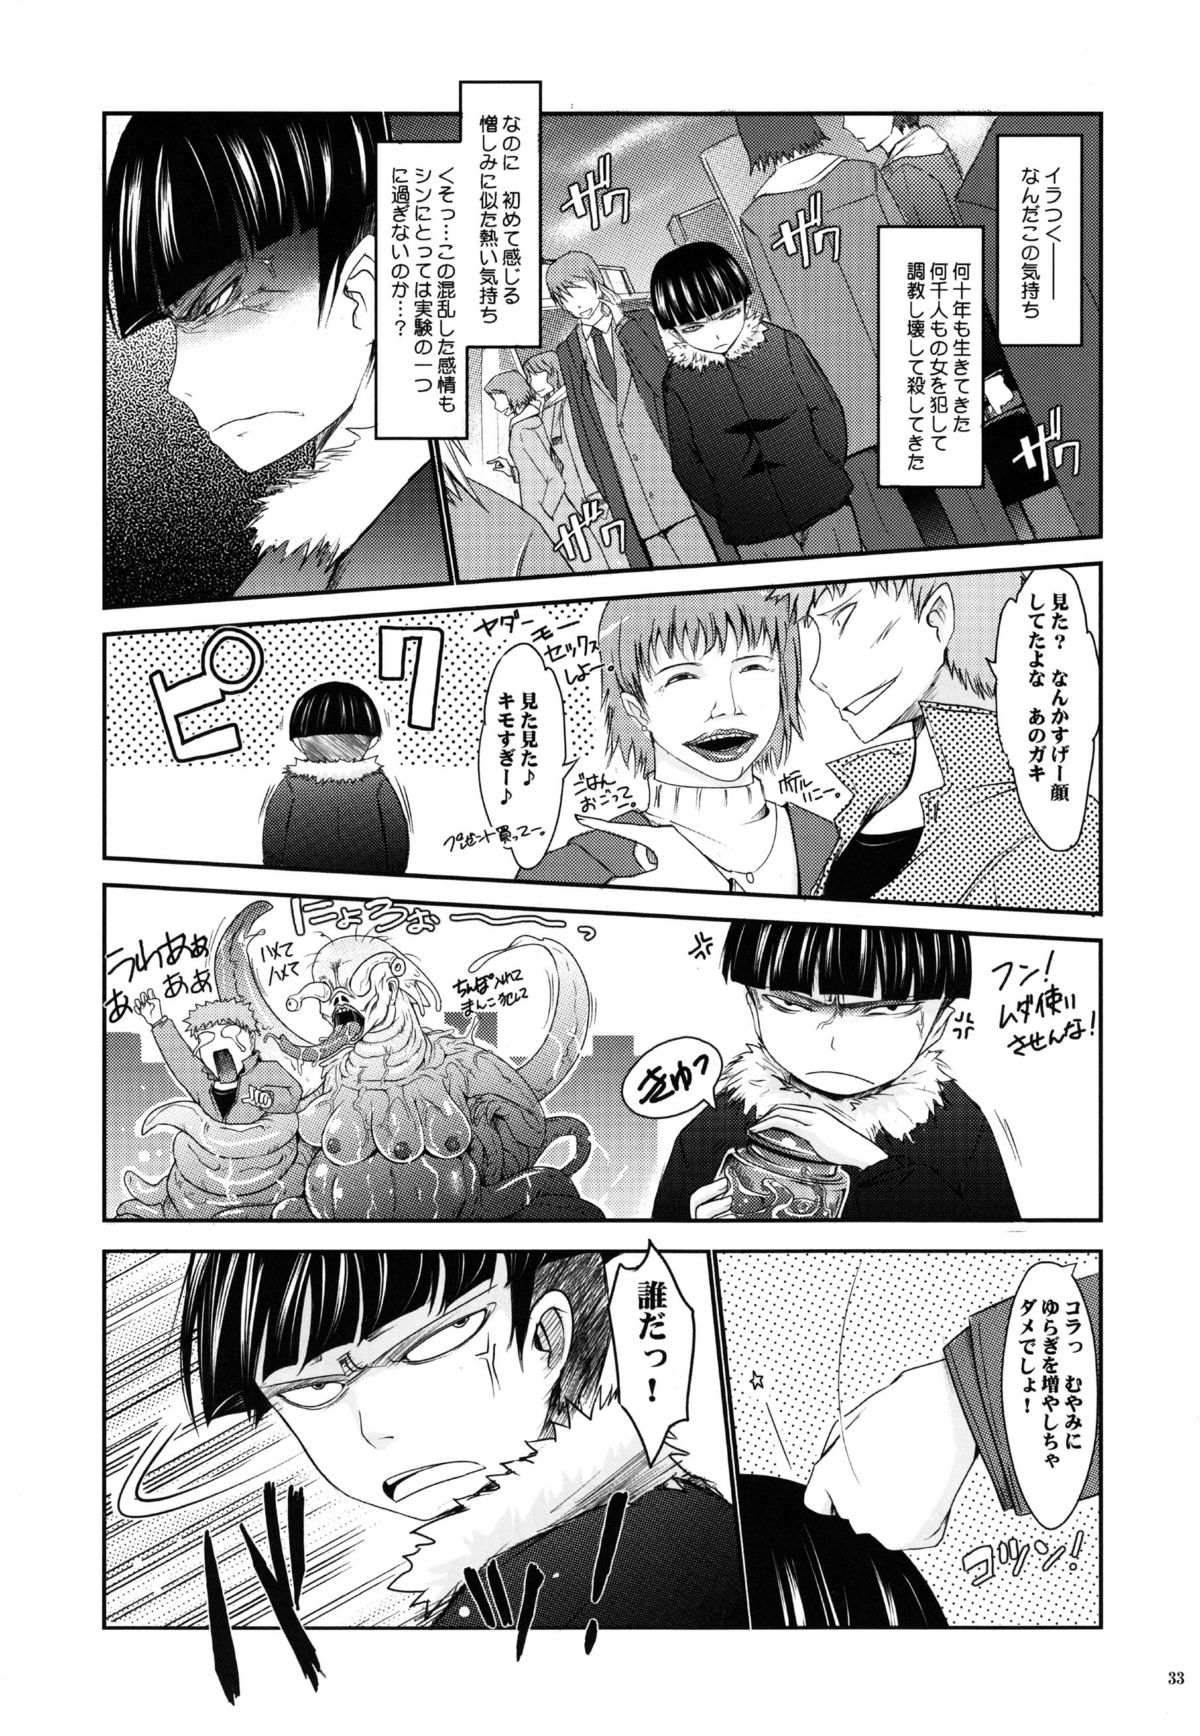 イラつく――
なんだこの気持ち
何十年も生きてきた
何千人もの女を犯して
調教し壊して殺してきた
なのに　初めて感じる
憎しみに似た熱い気持ち
くそっ…この混乱した感情も
シンにとっては実験の一つ
に過ぎないのか…？
ザワ
ザワ
ザワ
ザワ
見た？　なんかすげー顔
してたよな　あのガキ
ホテル
ごはん
おごって
ヤダー
モー
セックス
しよー。
見た見た♪
キモすぎー♪
プレゼント買ってー。
ピク
フン！
ムダ使い
させんな！
きゅっ
にょろぉーーっ
ちんぽ入れて
まんこ犯して
ハメて
ハメて
うわあぁ
ああ
あ
コラっ　むやみに
ゆらぎを増やしちゃ
ダメでしょ！
コツン！
誰だっ！
バッ！
33